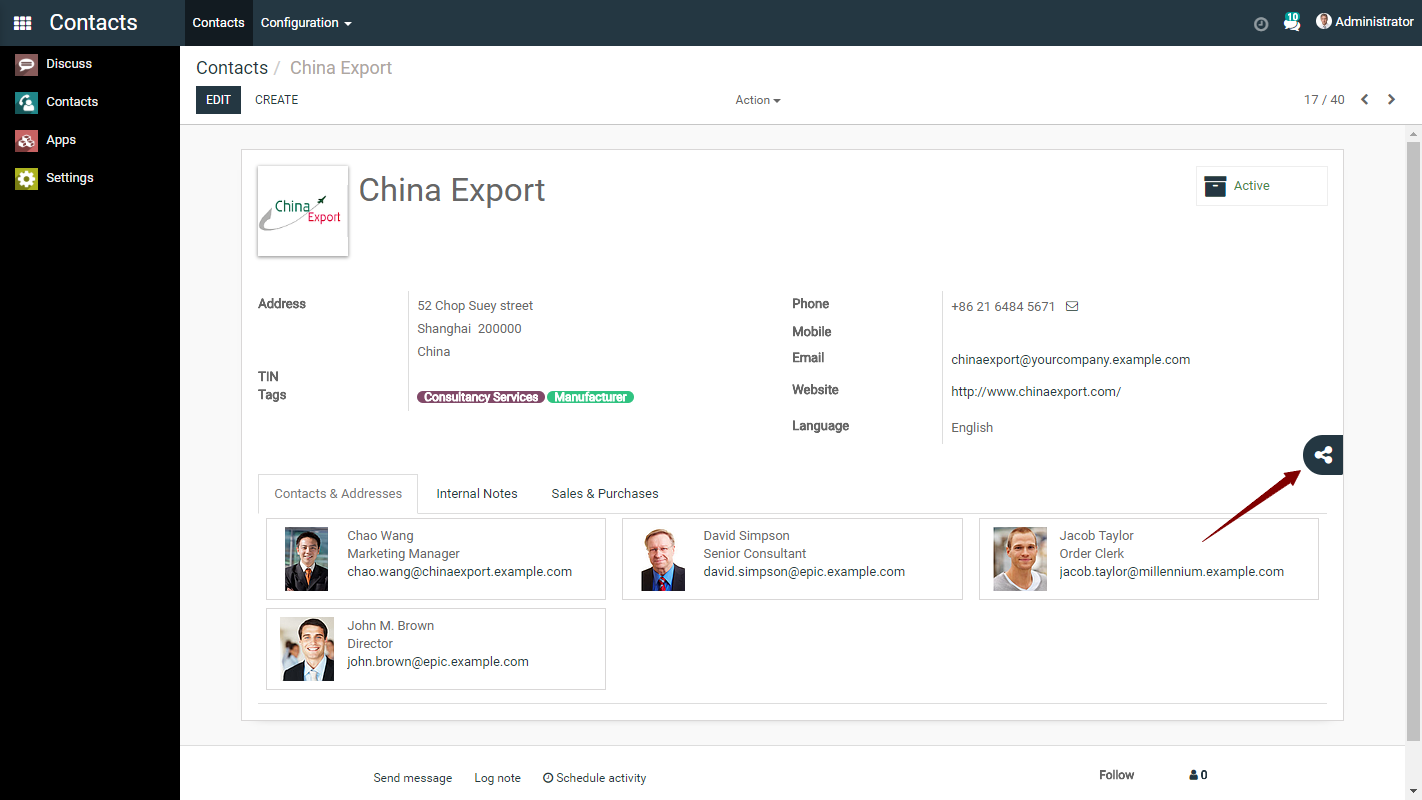 Contacts
Contacts
Configuration
10
Administrator
Discuss
Contacts
Apps
Settings
Contacts / China Export
EDIT
CREATE
Action
17 / 40
China
Export
China Export
Active
Address
52 Chop Suey street
Shanghai 200000
China
TIN
Tags
Consultancy Services
Manufacturer
Phone
+86 21 6484 5671
Mobile
Email
chinaexport@yourcompany.example.com
Website
http://www.chinaexport.com/
Language
English
Contacts & Addresses
Internal Notes
Sales & Purchases
Chao Wang
Marketing Manager
chao.wang@chinaexport.example.com
David Simpson
Senior Consultant
david.simpson@epic.example.com
Jacob Taylor
Order Clerk
jacob.taylor@millennium.example.com
John M. Brown
Director
john.brown@epic.example.com
Send message
Log note
Schedule activity
Follow
0